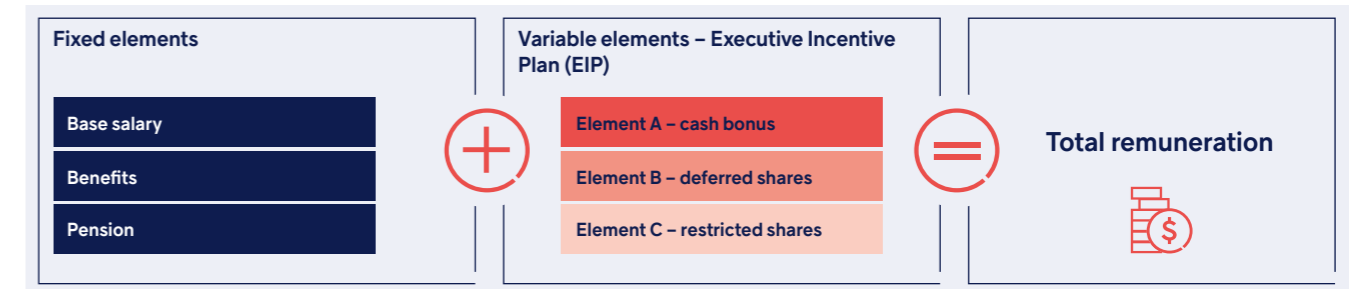 Fixed elements
Base salary
Benefits
Pension
Variable elements – Executive Incentive
Plan (EIP)
Element A – cash bonus
Element B – deferred shares
Element C – restricted shares
Total remuneration
$